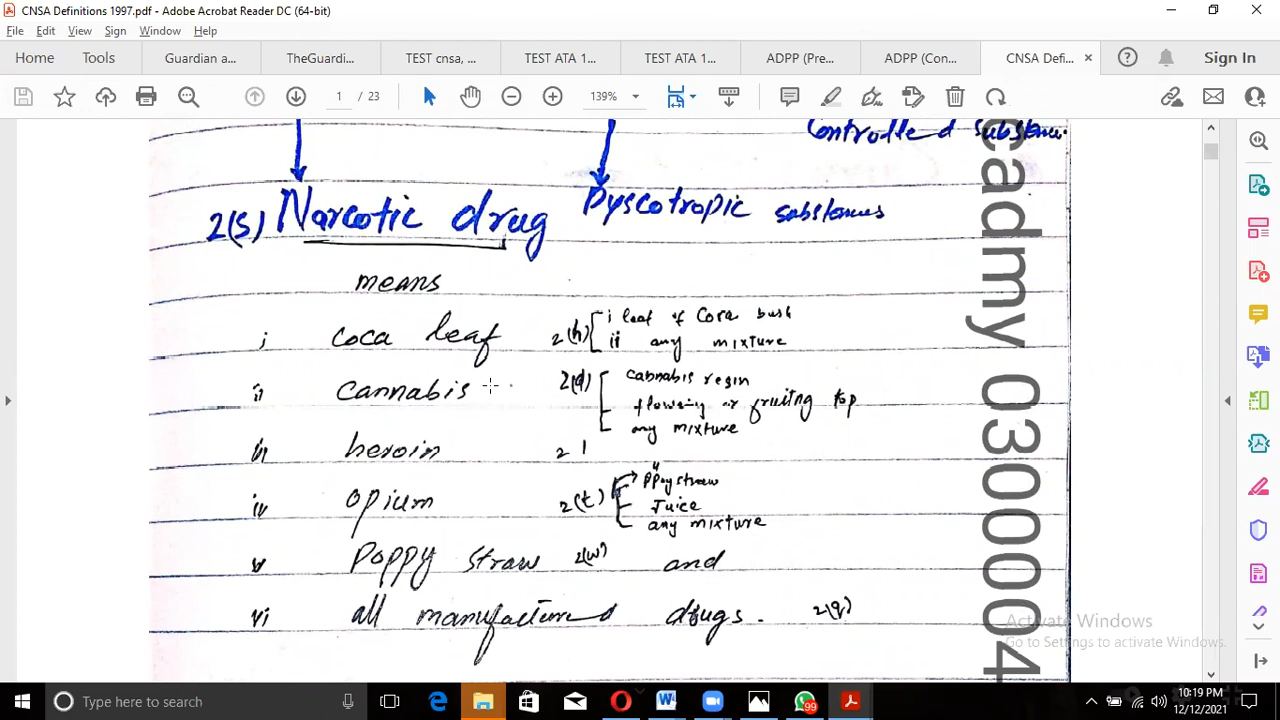 CNSA Definitions 1997.pdf - Adobe Acrobat Reader DC (64-bit)
File Edit View Sign Window Help
Home Tools Guardian a... TheGuardi... TEST cnsa, ... TEST ATA 1... TEST ATA 1... ADPP (Pre... ADPP (Con... CNSA Defi... Sign In
1 / 23 139%
Controlled
2(s) Narcotic drug Pyscotropic
means
i coca leaf 2(h) i leaf of Coca bush
ii any mixture
ii cannabis 2(d) cannabis resin
flowering or fruiting top
any mixture
heroin 2
iv opium 2(t) ppoy straw
Juice
any mixture
v Poppy straw 2(w) and
vi all manufactured drugs. 2(q)
cadmy 0300004
Activate Windows
Go to Settings to activate Windows.
Type here to search
99
10:19 PM
12/12/2021